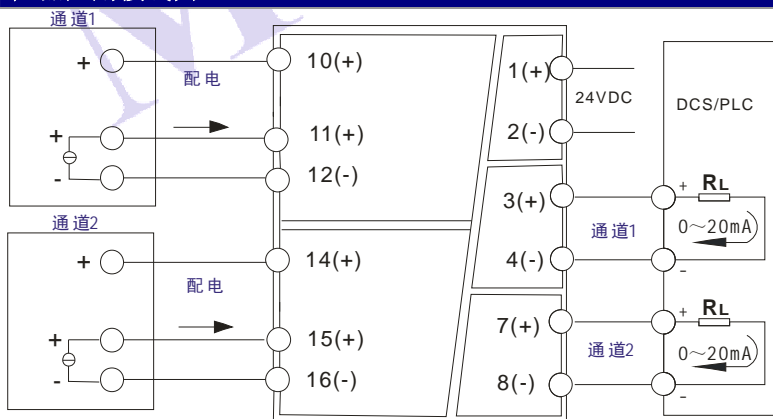 通道1
+
10(+)
配电
+
11(+)
-
12(-)
通道2
+
14(+)
配电
+
15(+)
-
16(-)
1(+)
24VDC
2(-)
3(+)
通道1
4(-)
7(+)
通道2
8(-)
DCS/PLC
+ RL
0~20mA
-
+ RL
0~20mA
-